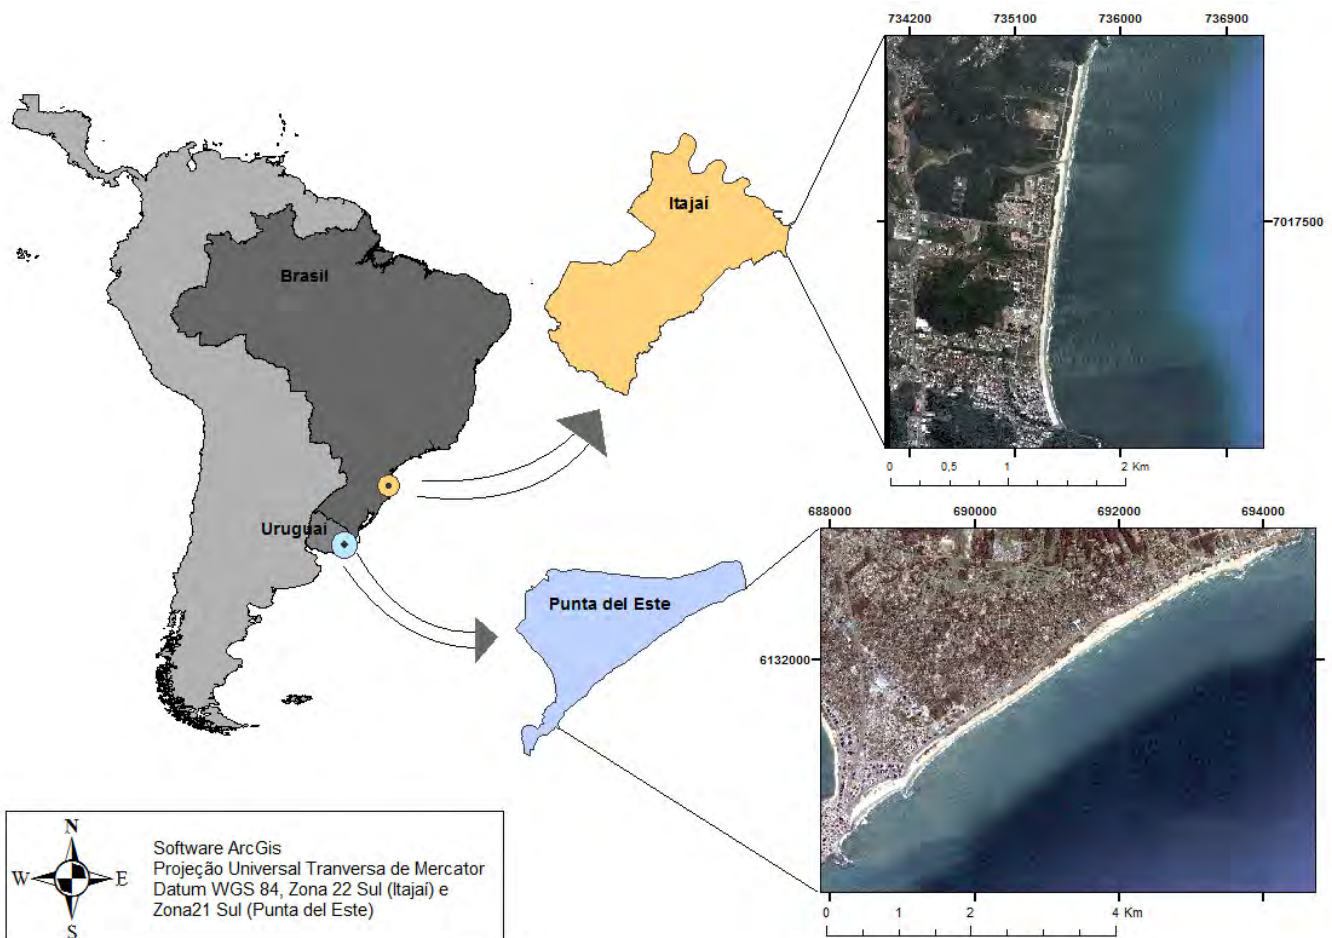 734200 735100 736000 736900
Itajaí
7017500
Brasil
0 0,5 1 2 Km
688000 690000 692000 694000
Uruguai
Punta del Este
6132000
N
W E
S
Software ArcGis
Projeção Universal Tranversa de Mercator
Datum WGS 84, Zona 22 Sul (Itajaí) e
Zona21 Sul (Punta del Este)
0 1 2 4 Km